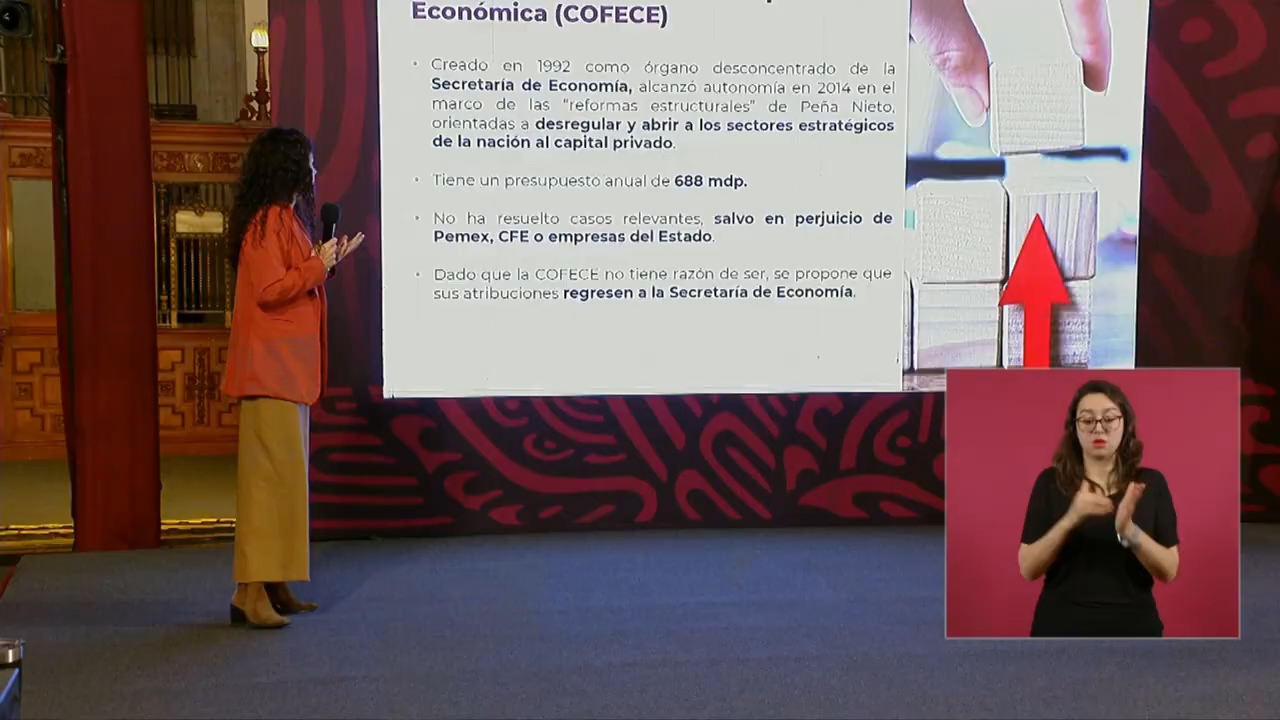 Económica (COFECE)
• Creado en 1992 como órgano desconcentrado de la
Secretaría de Economía, alcanzó autonomía en 2014 en el
marco de las "reformas estructurales" de Peña Nieto,
orientadas a desregular y abrir a los sectores estratégicos
de la nación al capital privado.
• Tiene un presupuesto anual de 688 mdp.
• No ha resuelto casos relevantes, salvo en perjuicio de
Pemex, CFE o empresas del Estado.
• Dado que la COFECE no tiene razón de ser, se propone que
sus atribuciones regresen a la Secretaría de Economía.